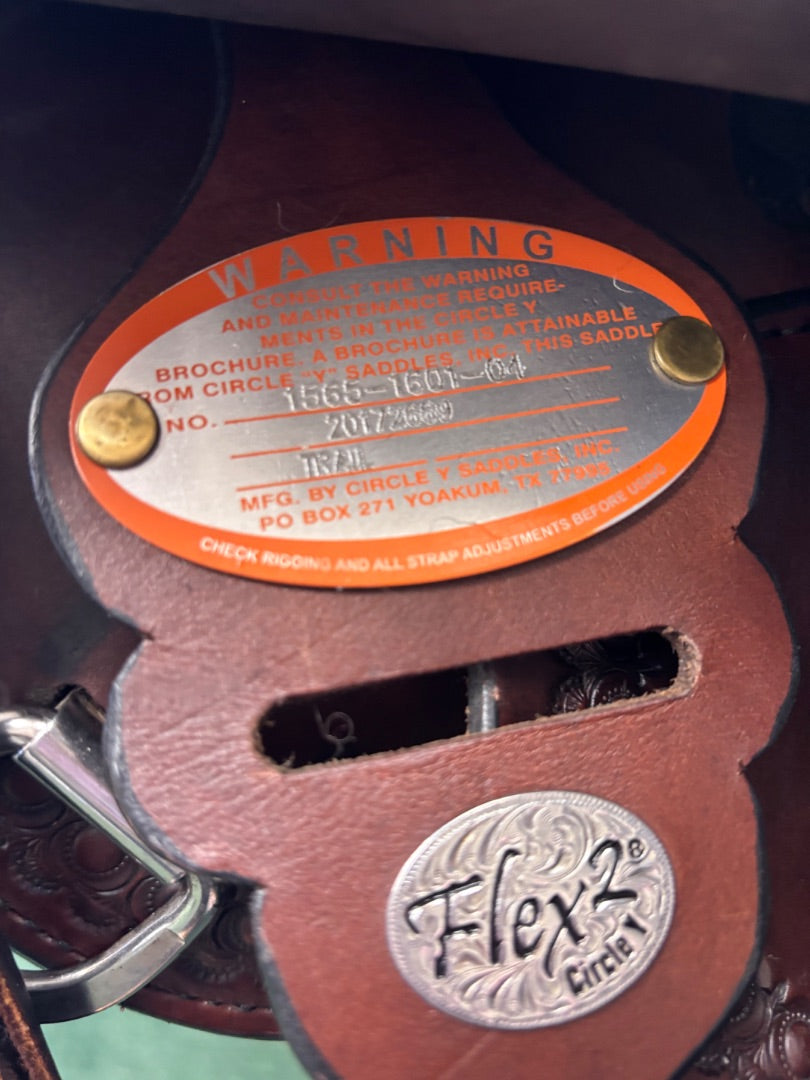 WARNING
CONSULT THE WARNING
AND MAINTENANCE REQUIRE-
MENTS IN THE CIRCLE Y
BROCHURE. A BROCHURE IS ATTAINABLE
ROM CIRCLE "Y" SADDLES, INC. THIS SADDLE
NO. 1565-1601-04
20172669
TRAIL
MFG. BY CIRCLE Y SADDLES, INC.
PO BOX 271 YOAKUM, TX 77995
CHECK RIGGING AND ALL STRAP ADJUSTMENTS BEFORE USING
Flex2®
Circle Y